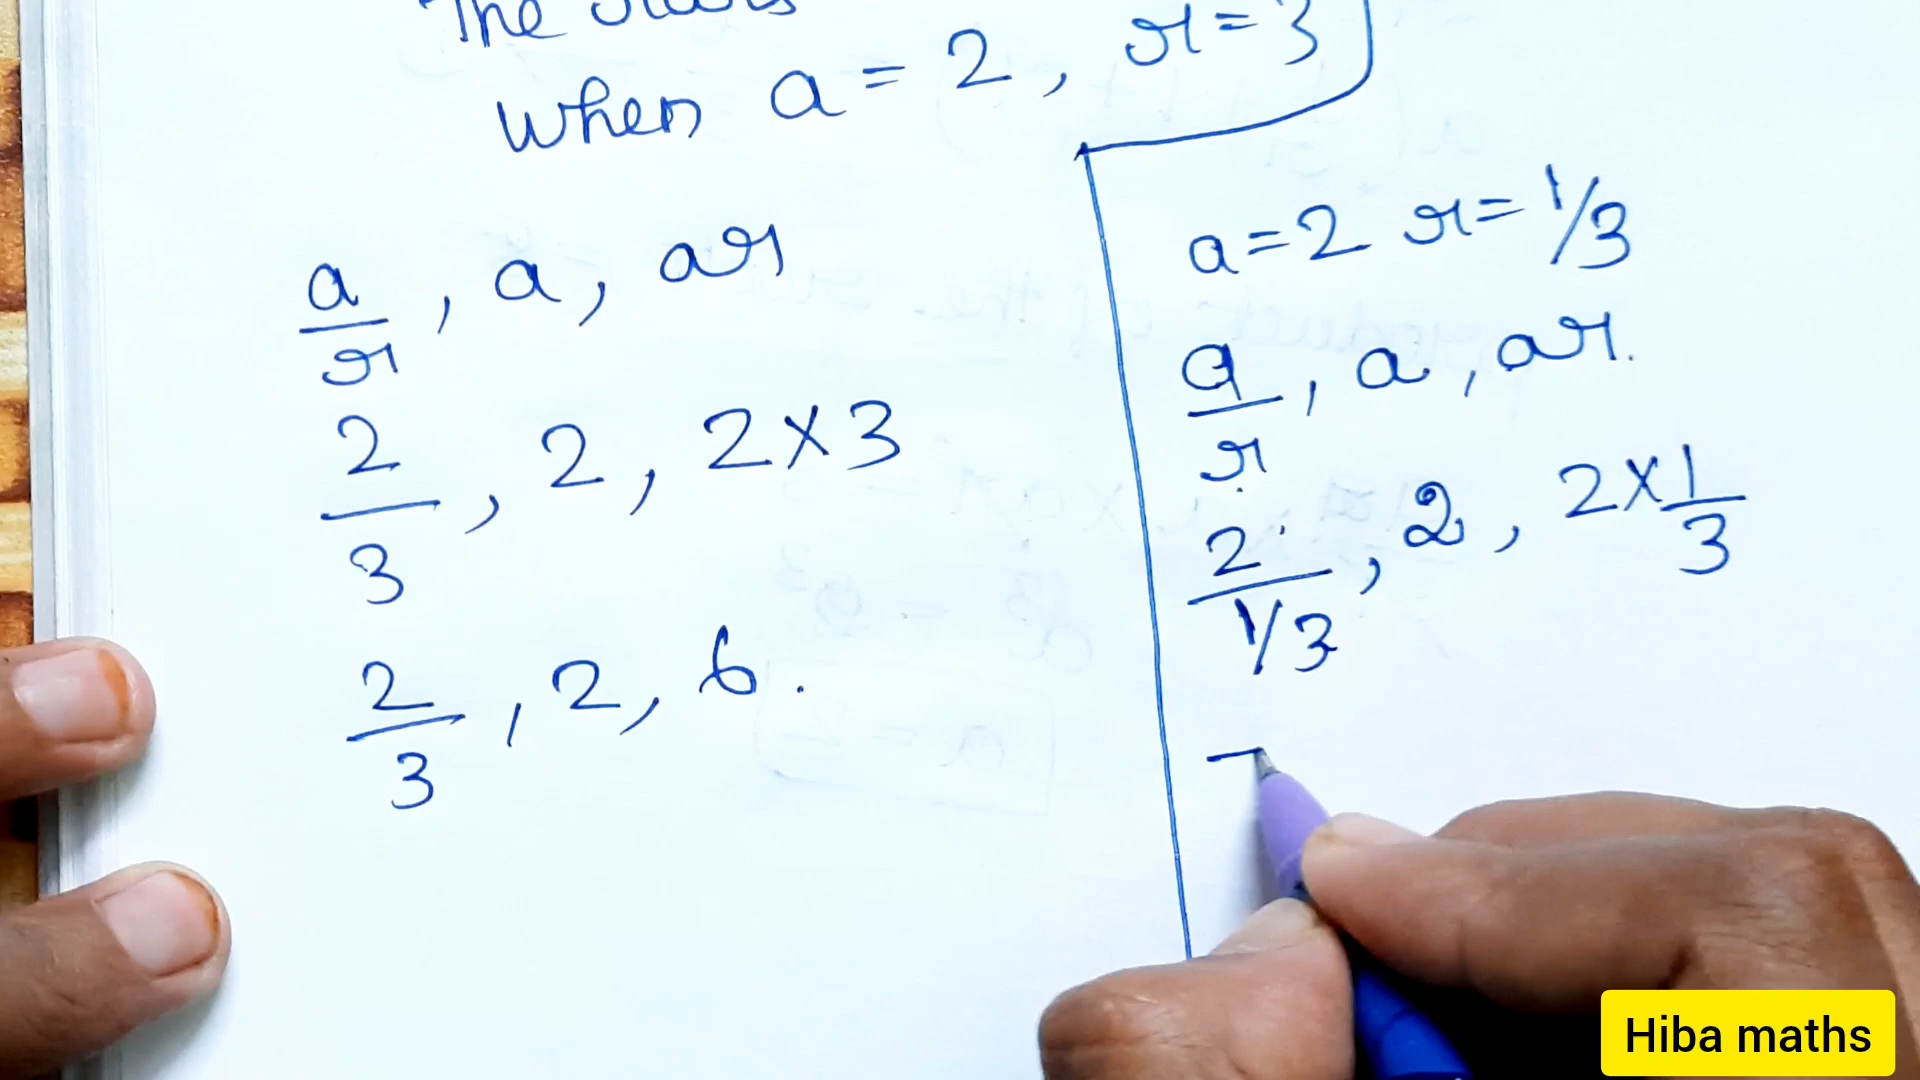 The
when a = 2, r = 3
a/r, a, ar
2/3, 2, 2×3
2/3, 2, 6.
a = 2 r = 1/3
a/r, a, ar.
2/1/3, 2, 2×1/3
Hiba maths